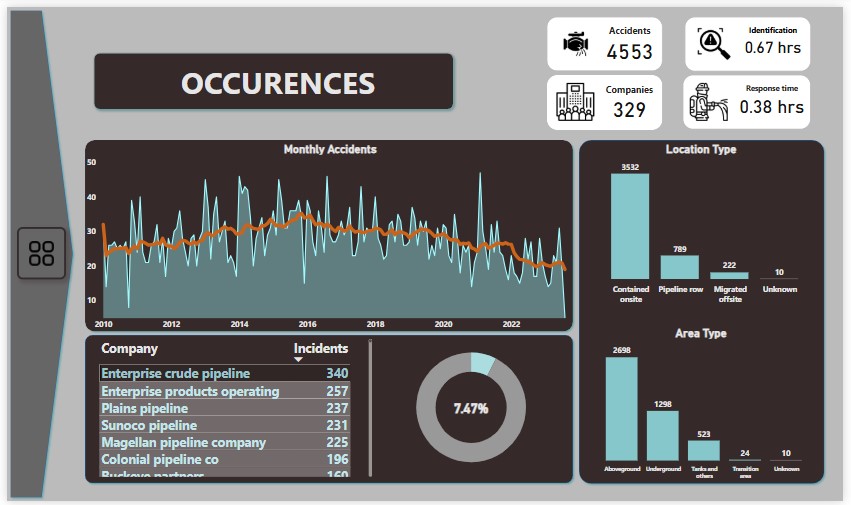 OCCURENCES
Accidents
4553
Identification
0.67 hrs
Companies
329
Response time
0.38 hrs
Monthly Accidents
50
40
30
20
10
2010 2012 2014 2016 2018 2020 2022
Company Incidents
Enterprise crude pipeline 340
Enterprise products operating 257
Plains pipeline 237
Sunoco pipeline 231
Magellan pipeline company 225
Colonial pipeline co 196
Buckeye partners 160
7.47%
Location Type
3532
789
222
10
Contained onsite
Pipeline row
Migrated offsite
Unknown
Area Type
2698
1298
523
24
10
Aboveground
Underground
Tanks and others
Transition area
Unknown